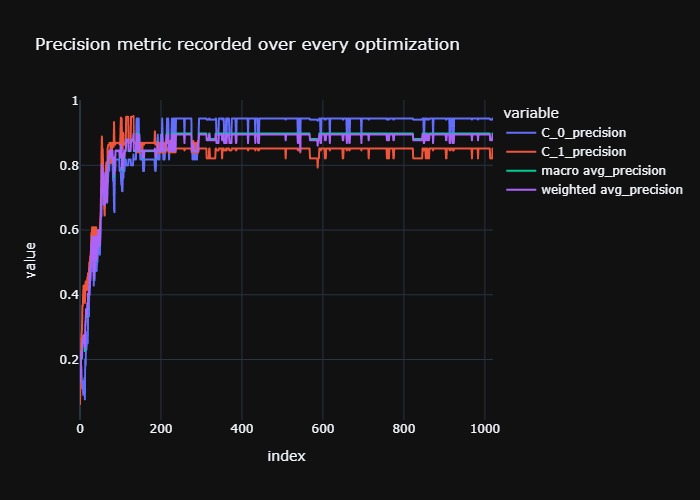 Precision metric recorded over every optimization
variable
C_0_precision
C_1_precision
macro avg_precision
weighted avg_precision
1
0.8
0.6
0.4
0.2
value
0 200 400 600 800 1000
index